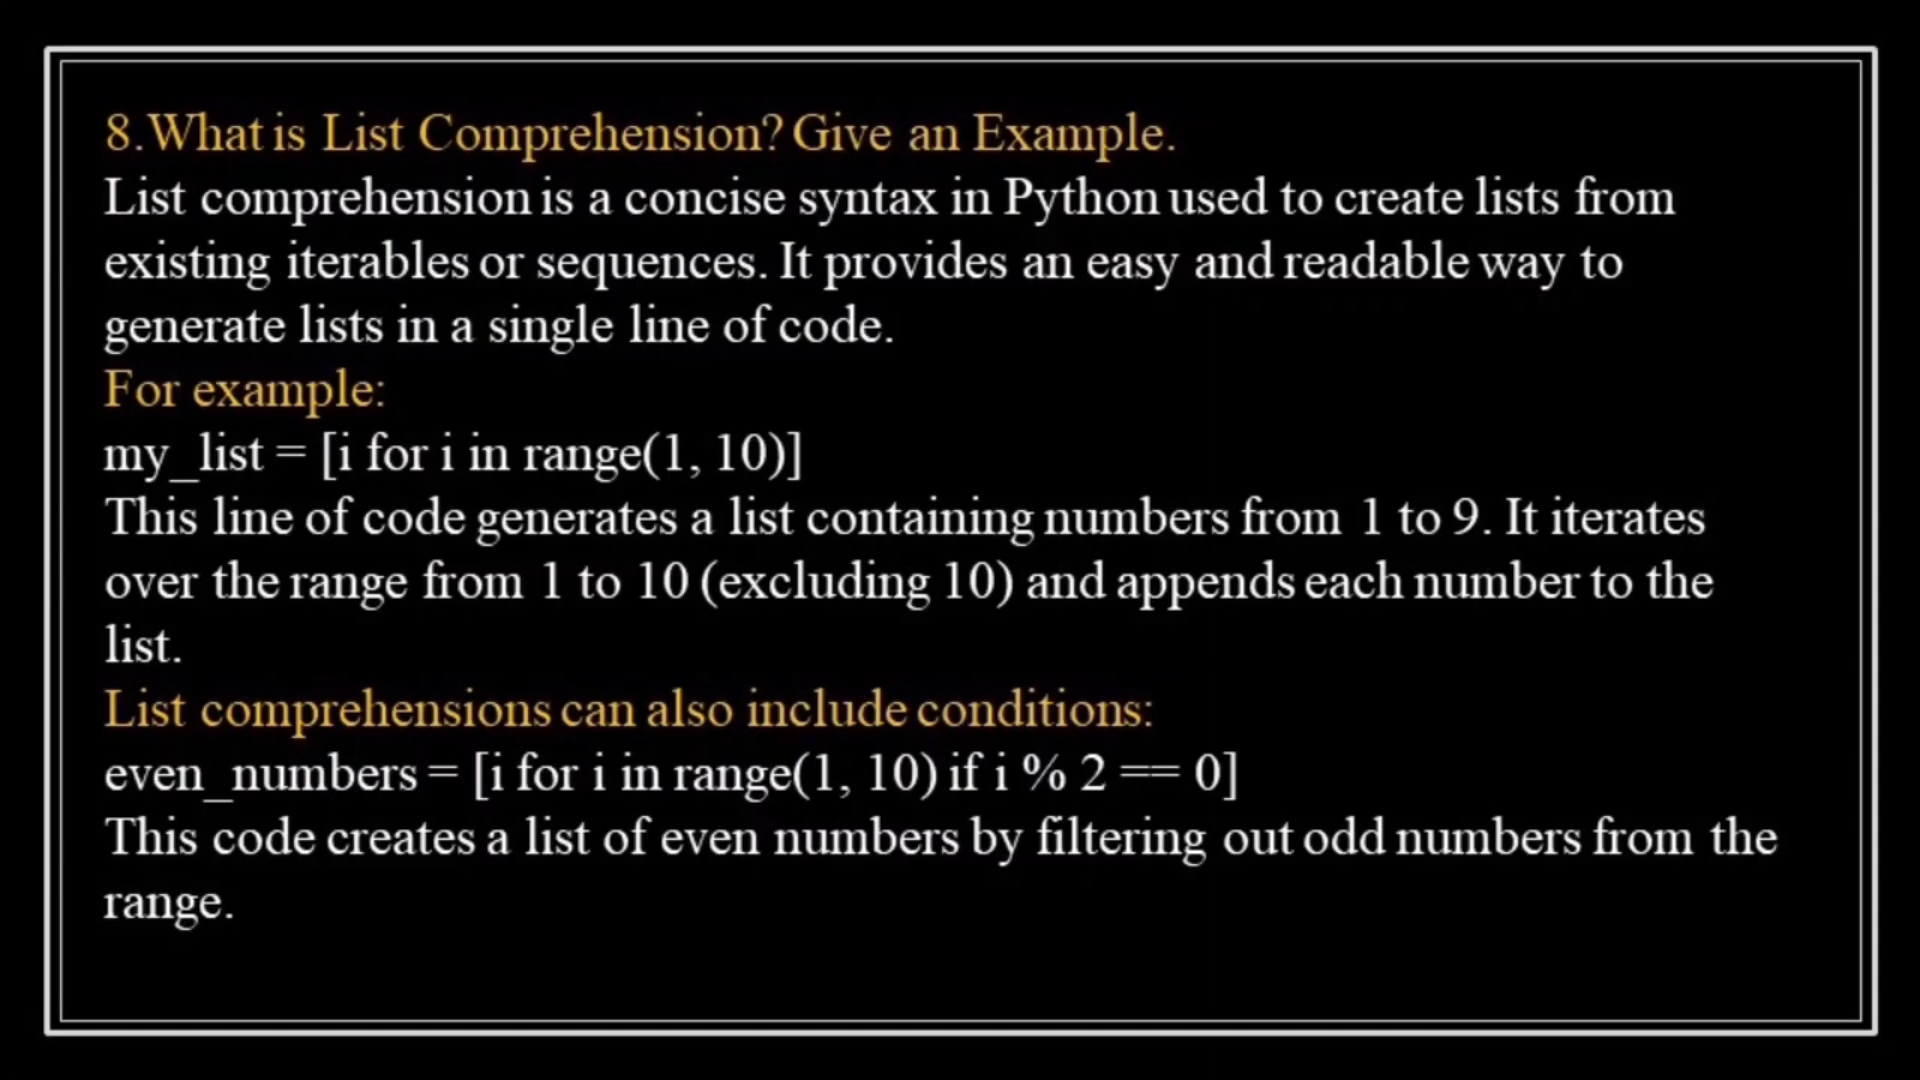 8.What is List Comprehension? Give an Example.
List comprehension is a concise syntax in Python used to create lists from
existing iterables or sequences. It provides an easy and readable way to
generate lists in a single line of code.
For example:
my_list = [i for i in range(1, 10)]
This line of code generates a list containing numbers from 1 to 9. It iterates
over the range from 1 to 10 (excluding 10) and appends each number to the
list.
List comprehensions can also include conditions:
even_numbers = [i for i in range(1, 10) if i % 2 == 0]
This code creates a list of even numbers by filtering out odd numbers from the
range.